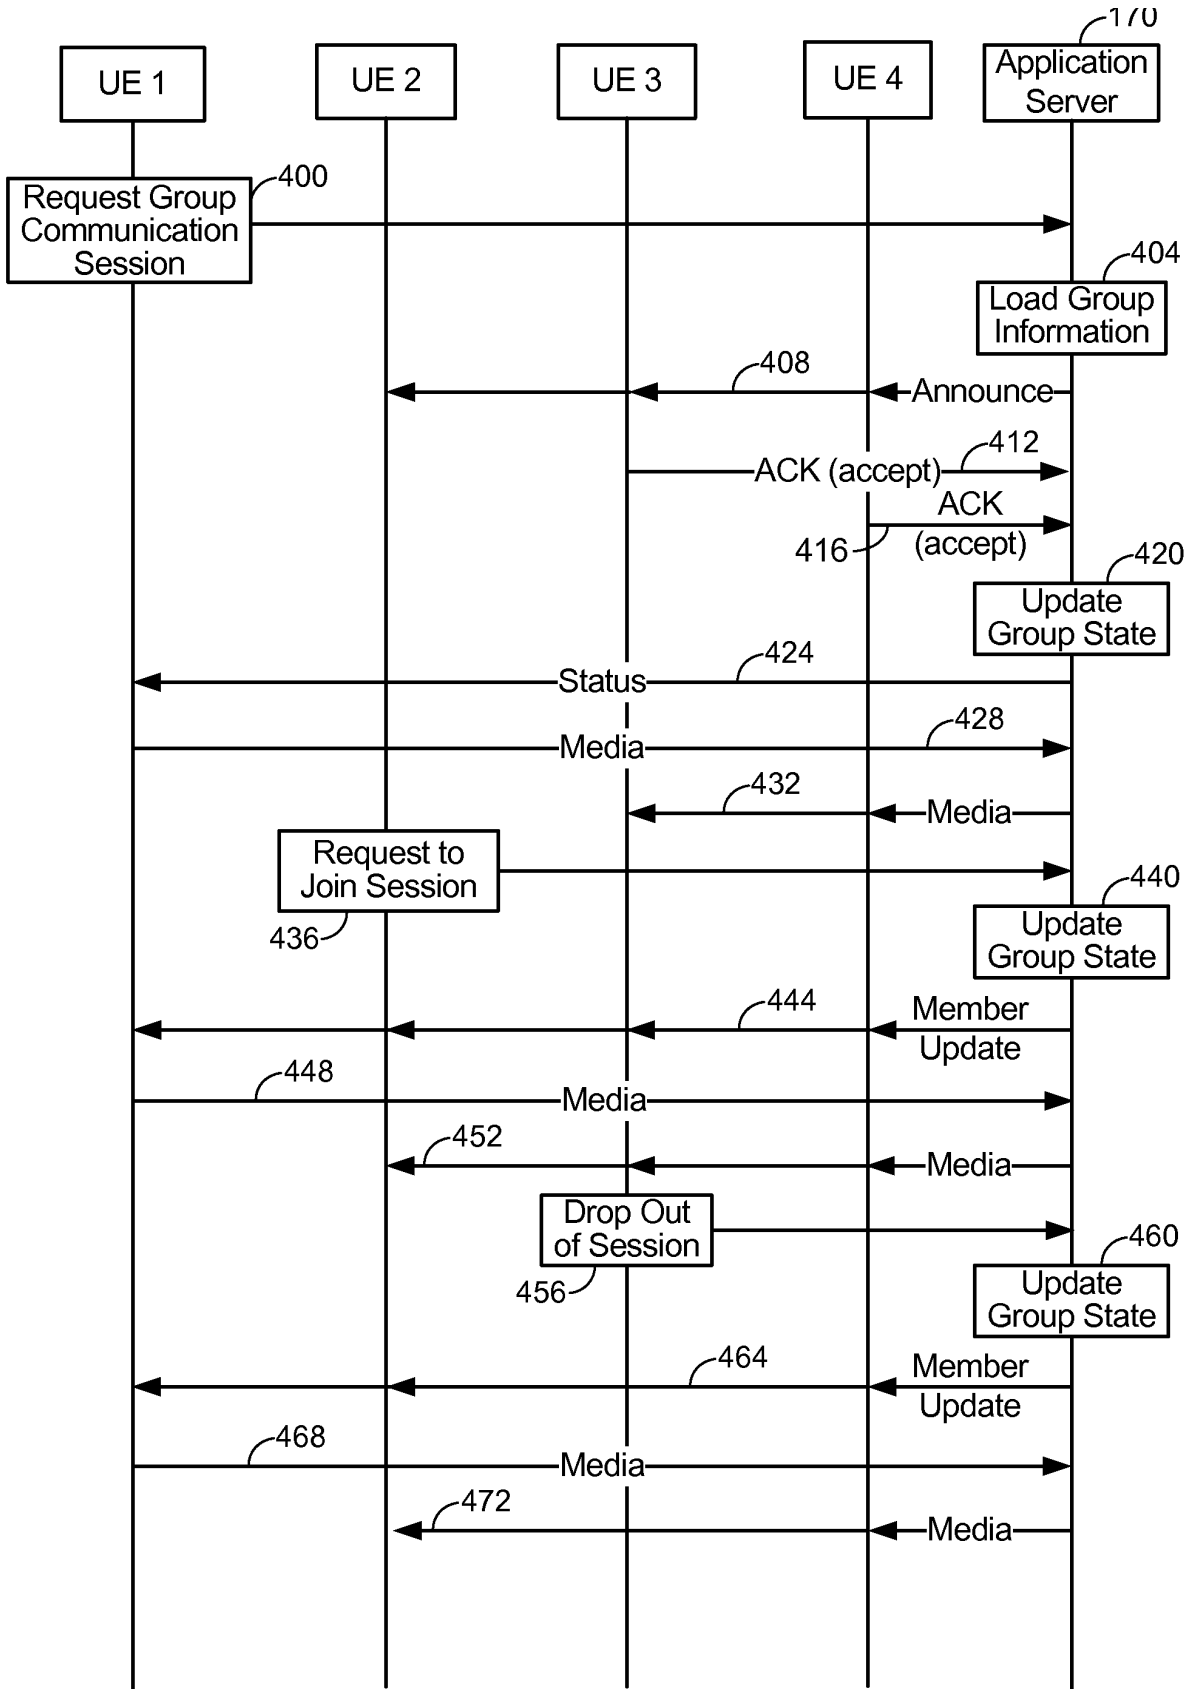 170
UE 1
UE 2
UE 3
UE 4
Application
Server
400
Request Group
Communication
Session
404
Load Group
Information
408
Announce
412
ACK (accept)
ACK
(accept)
416
420
Update
Group State
424
Status
428
Media
432
Media
Request to
Join Session
436
440
Update
Group State
444
Member
Update
448
Media
452
Media
Drop Out
of Session
456
460
Update
Group State
464
Member
Update
468
Media
472
Media